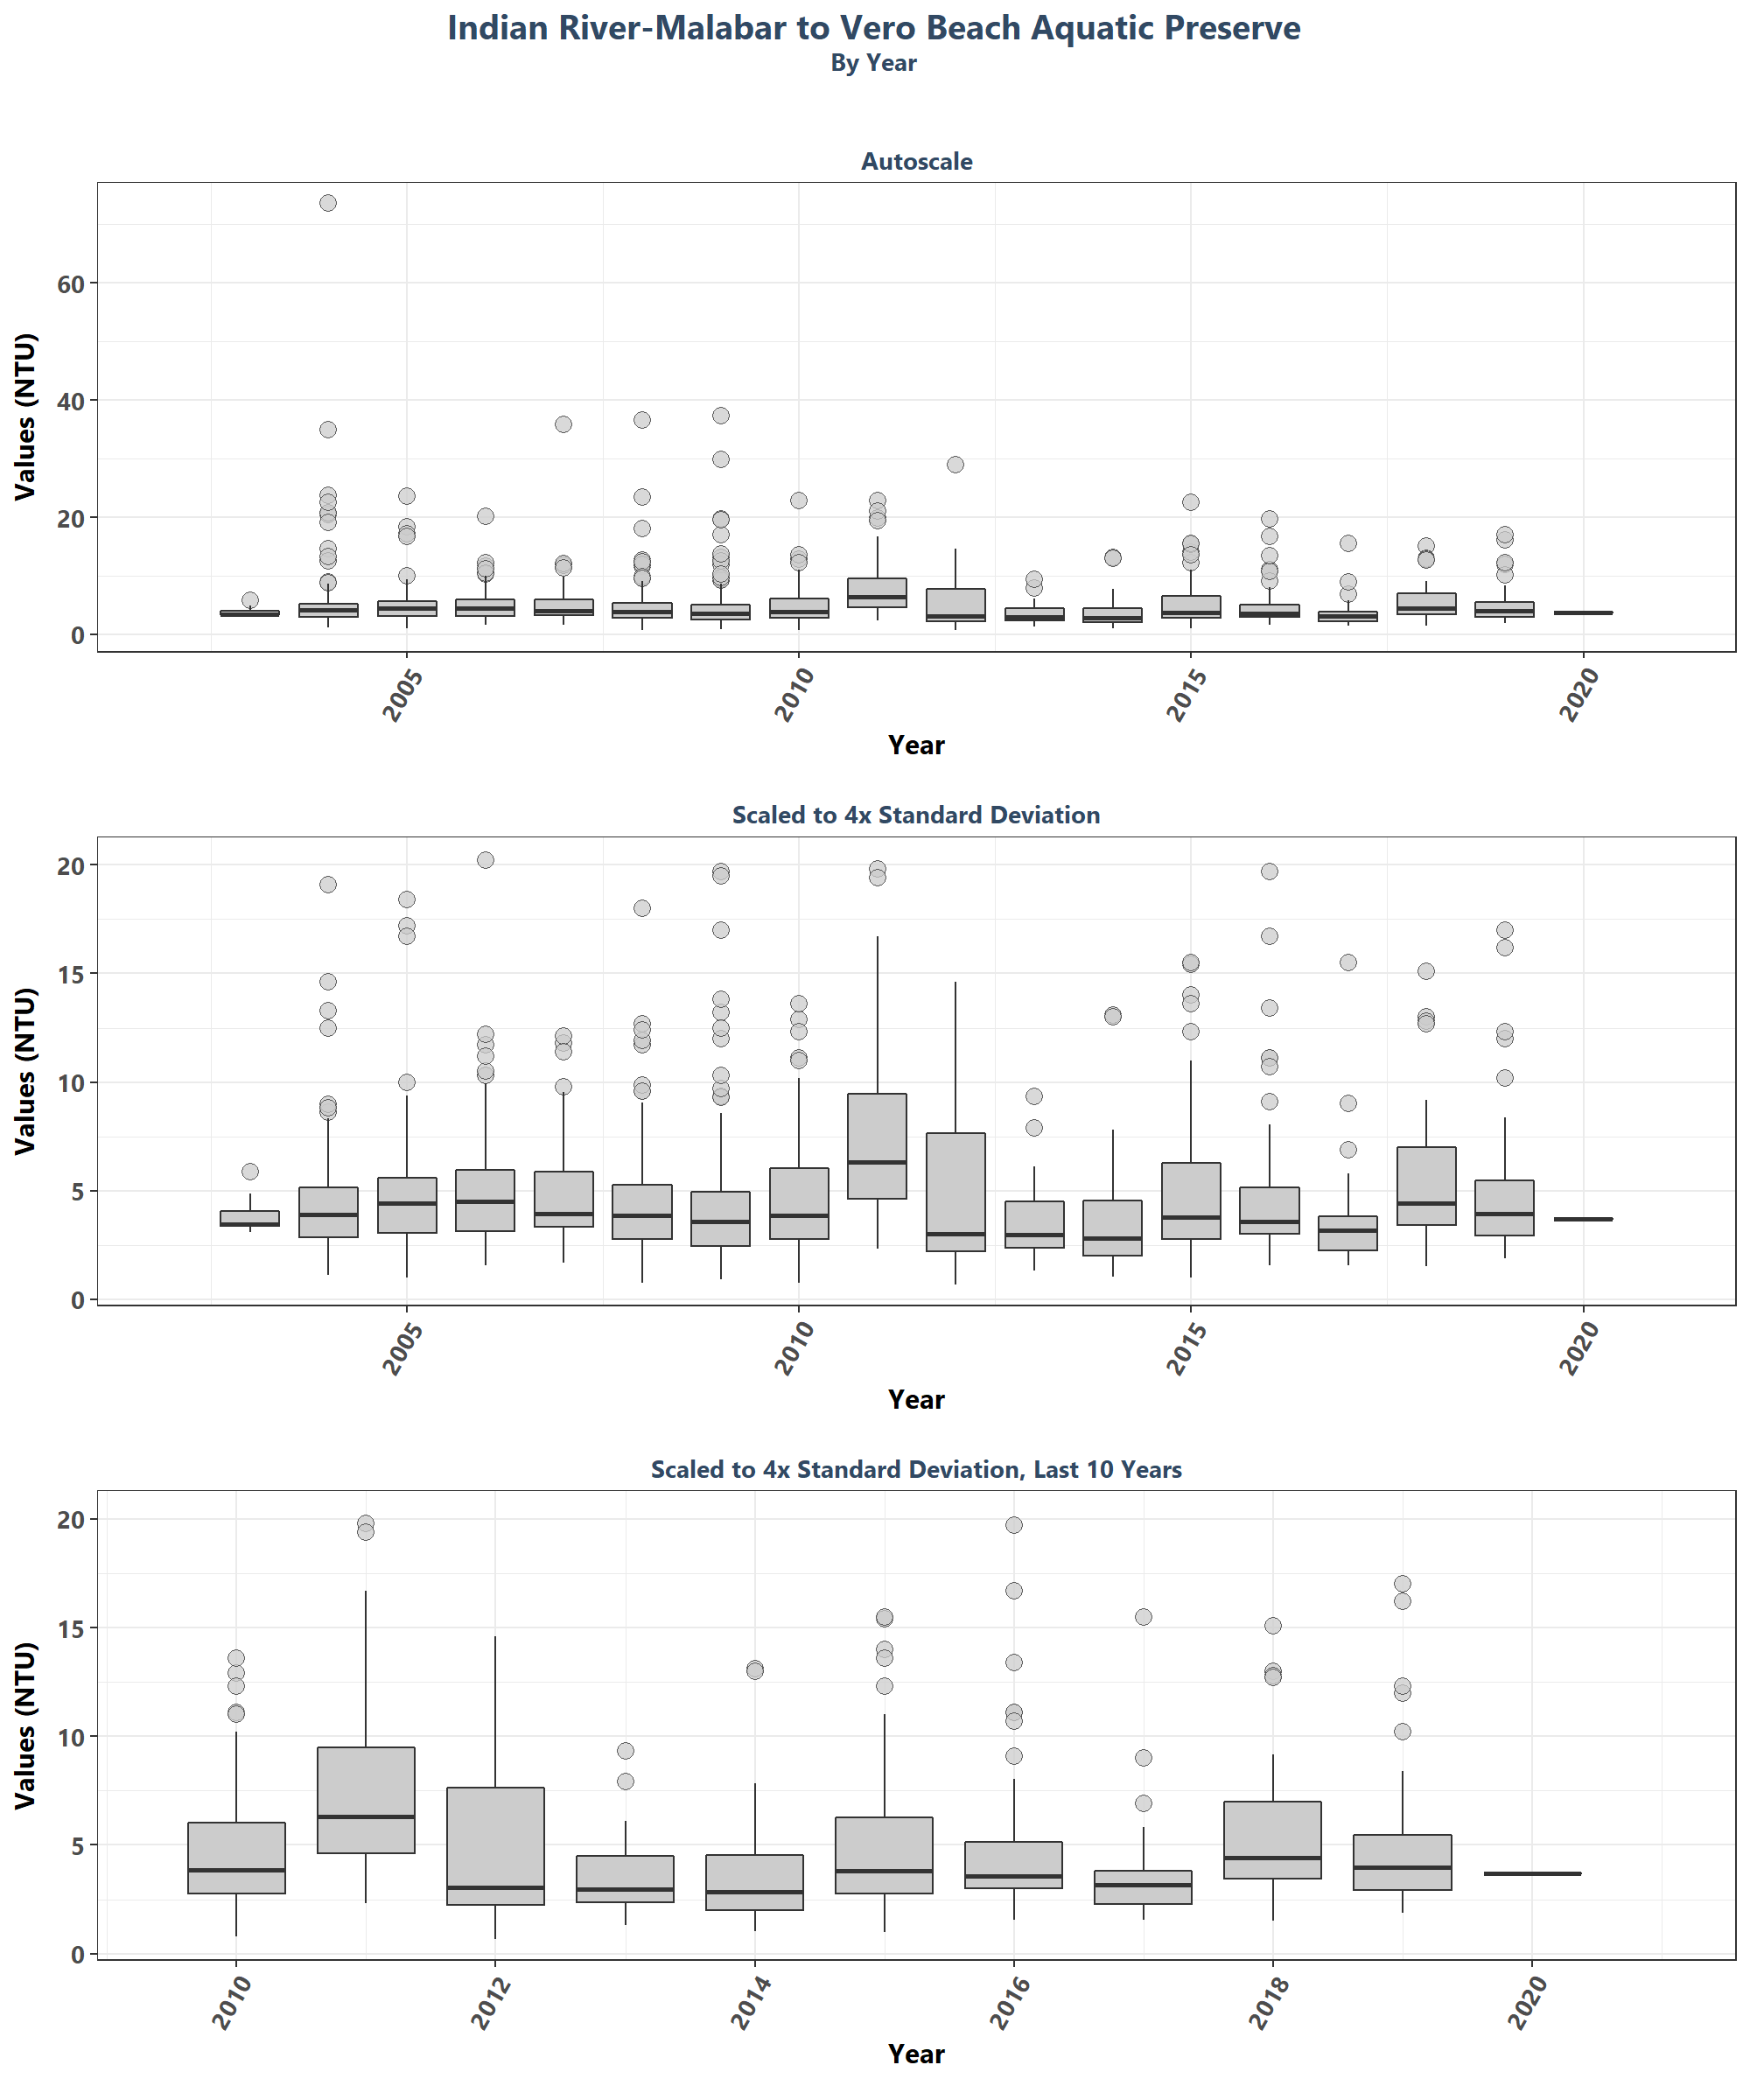 Indian River-Malabar to Vero Beach Aquatic Preserve
By Year
Autoscale
Values (NTU)
60
40
20
0
2005
2010
2015
2020
Year
Scaled to 4x Standard Deviation
Values (NTU)
20
15
10
5
0
2005
2010
2015
2020
Year
Scaled to 4x Standard Deviation, Last 10 Years
Values (NTU)
20
15
10
5
0
2010
2012
2014
2016
2018
2020
Year